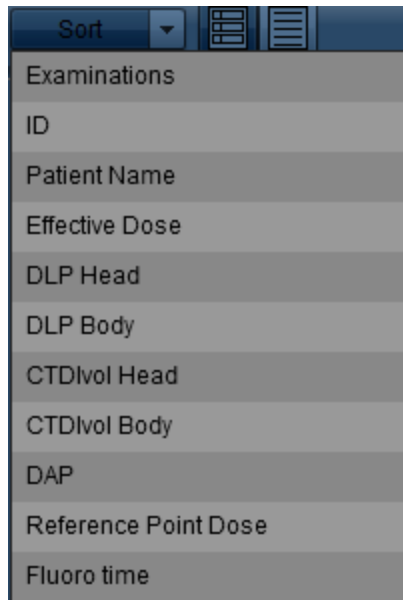 Sort
Examinations
ID
Patient Name
Effective Dose
DLP Head
DLP Body
CTDIvol Head
CTDIvol Body
DAP
Reference Point Dose
Fluoro time